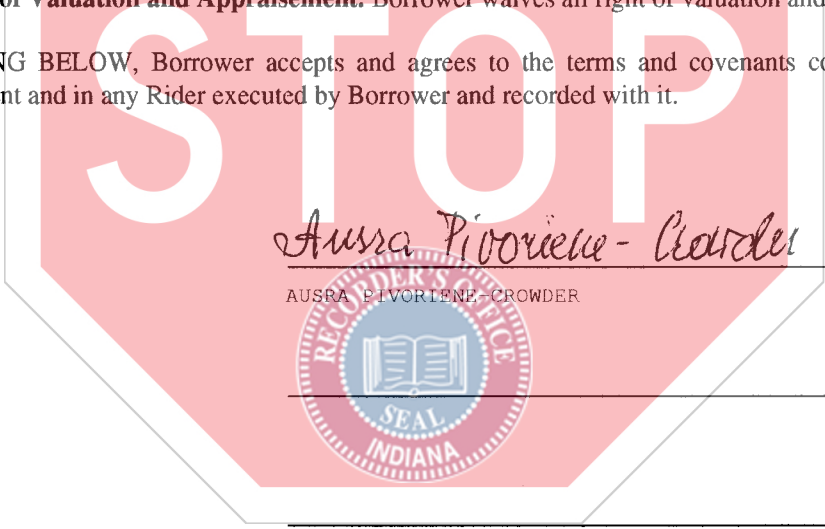 of Valuation and Appraisement. Borrower waives all right of valuation and
NG BELOW, Borrower accepts and agrees to the terms and covenants co
nt and in any Rider executed by Borrower and recorded with it.
STOP
Ausra Pivoriene - Crowder
AUSRA PIVORIENE-CROWDER
RECORDER'S OFFICE
SEAL
INDIANA